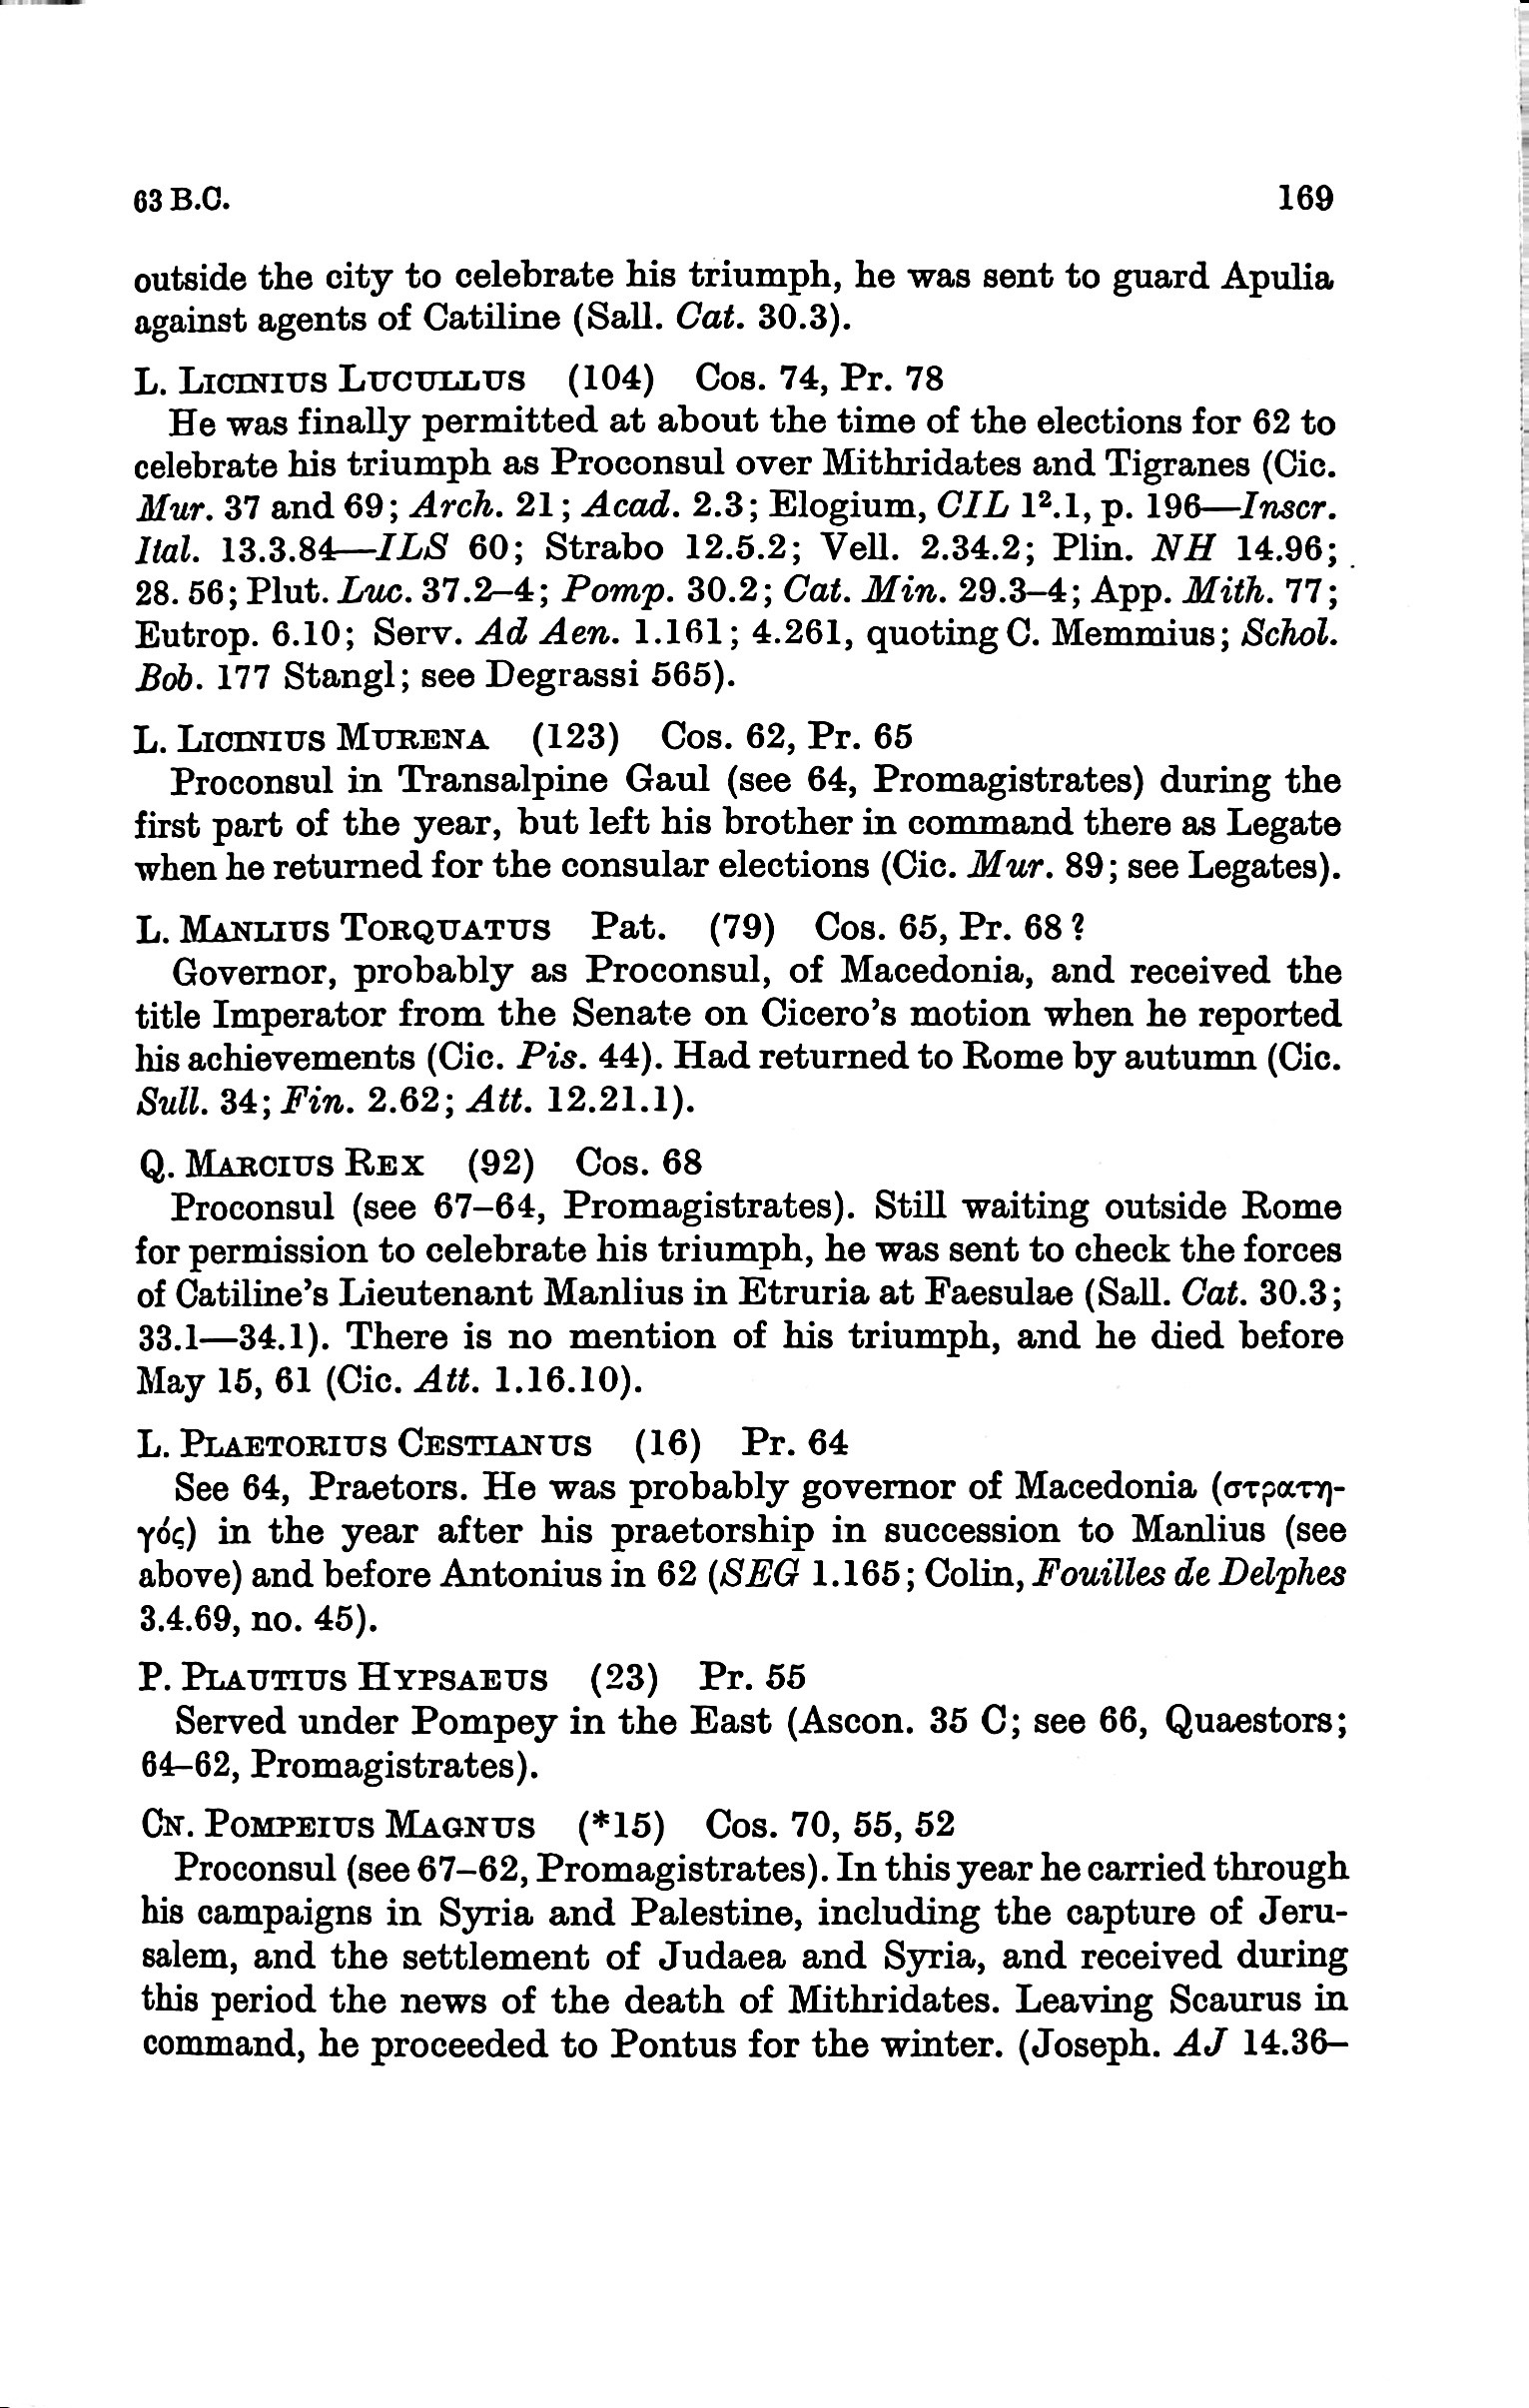 63 B.C. 169
outside the city to celebrate his triumph, he was sent to guard Apulia
against agents of Catiline (Sall. Cat. 30.3).
L. LICINIUS LUCULLUS (104) Cos. 74, Pr. 78
He was finally permitted at about the time of the elections for 62 to
celebrate his triumph as Proconsul over Mithridates and Tigranes (Cic.
Mur. 37 and 69; Arch. 21; Acad. 2.3; Elogium, CIL 1².1, p. 196—Inscr.
Ital. 13.3.84—ILS 60; Strabo 12.5.2; Vell. 2.34.2; Plin. NH 14.96;
28. 56; Plut. Luc. 37.2–4; Pomp. 30.2; Cat. Min. 29.3–4; App. Mith. 77;
Eutrop. 6.10; Serv. Ad Aen. 1.161; 4.261, quoting C. Memmius; Schol.
Bob. 177 Stangl; see Degrassi 565).
L. LICINIUS MURENA (123) Cos. 62, Pr. 65
Proconsul in Transalpine Gaul (see 64, Promagistrates) during the
first part of the year, but left his brother in command there as Legate
when he returned for the consular elections (Cic. Mur. 89; see Legates).
L. MANLIUS TORQUATUS Pat. (79) Cos. 65, Pr. 68?
Governor, probably as Proconsul, of Macedonia, and received the
title Imperator from the Senate on Cicero's motion when he reported
his achievements (Cic. Pis. 44). Had returned to Rome by autumn (Cic.
Sull. 34; Fin. 2.62; Att. 12.21.1).
Q. MARCIUS REX (92) Cos. 68
Proconsul (see 67–64, Promagistrates). Still waiting outside Rome
for permission to celebrate his triumph, he was sent to check the forces
of Catiline's Lieutenant Manlius in Etruria at Faesulae (Sall. Cat. 30.3;
33.1—34.1). There is no mention of his triumph, and he died before
May 15, 61 (Cic. Att. 1.16.10).
L. PLAETORIUS CESTIANUS (16) Pr. 64
See 64, Praetors. He was probably governor of Macedonia (στρατη-
γός) in the year after his praetorship in succession to Manlius (see
above) and before Antonius in 62 (SEG 1.165; Colin, Fouilles de Delphes
3.4.69, no. 45).
P. PLAUTIUS HYPSAEUS (23) Pr. 55
Served under Pompey in the East (Ascon. 35 C; see 66, Quaestors;
64–62, Promagistrates).
CN. POMPEIUS MAGNUS (*15) Cos. 70, 55, 52
Proconsul (see 67–62, Promagistrates). In this year he carried through
his campaigns in Syria and Palestine, including the capture of Jeru-
salem, and the settlement of Judaea and Syria, and received during
this period the news of the death of Mithridates. Leaving Scaurus in
command, he proceeded to Pontus for the winter. (Joseph. AJ 14.36–